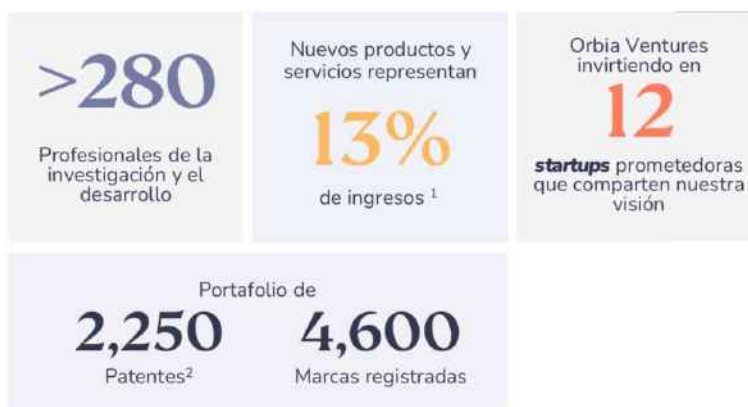 >280
Profesionales de la
investigación y el
desarrollo
Nuevos productos y
servicios representan
13%
de ingresos ¹
Orbia Ventures
invirtiendo en
12
startups prometedoras
que comparten nuestra
visión
Portafolio de
2,250
Patentes²
4,600
Marcas registradas